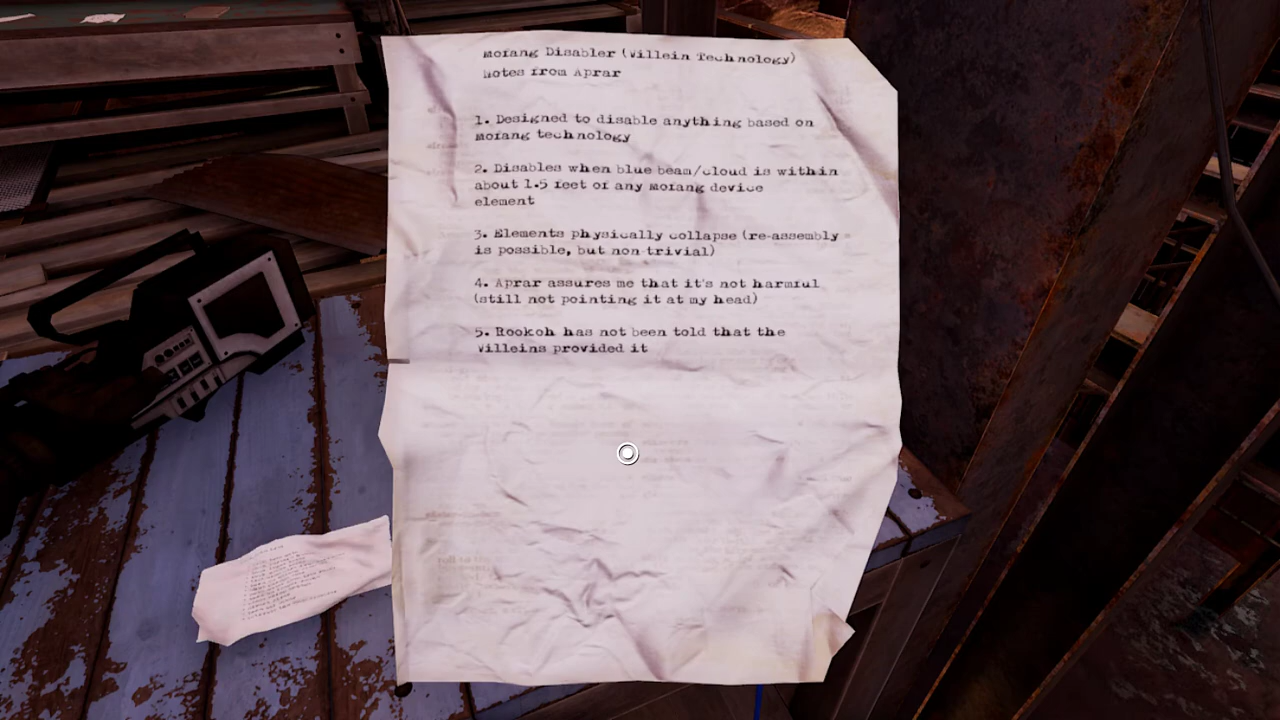 Mofang Disabler (Villein Technology)
Notes from Aprar
1. Designed to disable anything based on
mofang technology
2. Disables when blue beam/cloud is within
about 1.5 feet of any mofang device
element
3. Elements physically collapse (re-assembly
is possible, but non-trivial)
4. Aprar assures me that it's not harmful
(still not pointing it at my head)
5. Rookoh has not been told that the
Villeins provided it